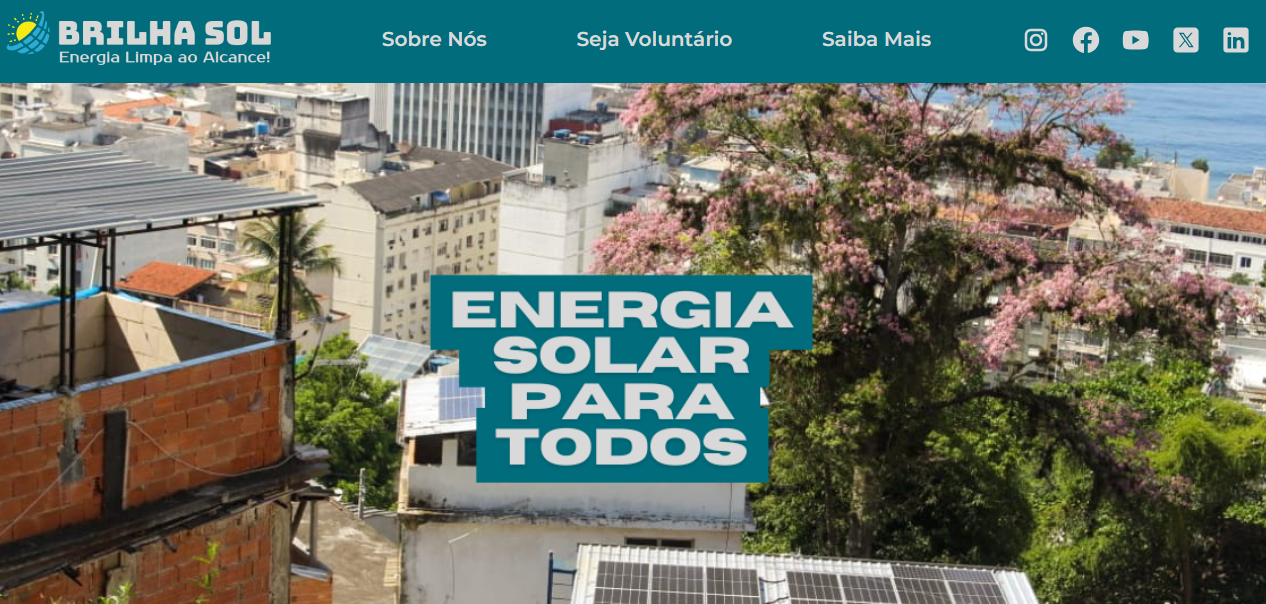 BRILHA SOL
Energia Limpa ao Alcance!
Sobre Nós
Seja Voluntário
Saiba Mais
ENERGIA
SOLAR
PARA
TODOS